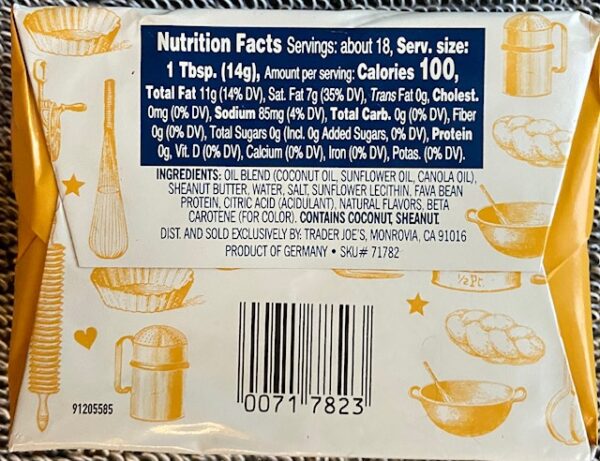 Nutrition Facts Servings: about 18, Serv. size:
1 Tbsp. (14g), Amount per serving: Calories 100,
Total Fat 11g (14% DV), Sat. Fat 7g (35% DV), Trans Fat 0g, Cholest.
0mg (0% DV), Sodium 85mg (4% DV), Total Carb. 0g (0% DV), Fiber
0g (0% DV), Total Sugars 0g (Incl. 0g Added Sugars, 0% DV), Protein
0g, Vit. D (0% DV), Calcium (0% DV), Iron (0% DV), Potas. (0% DV).
INGREDIENTS: OIL BLEND (COCONUT OIL, SUNFLOWER OIL, CANOLA OIL),
SHEANUT BUTTER, WATER, SALT, SUNFLOWER LECITHIN, FAVA BEAN
PROTEIN, CITRIC ACID (ACIDULANT), NATURAL FLAVORS, BETA
CAROTENE (FOR COLOR). CONTAINS COCONUT, SHEANUT.
DIST. AND SOLD EXCLUSIVELY BY: TRADER JOE'S, MONROVIA, CA 91016
PRODUCT OF GERMANY • SKU# 71782
½ Pt.
91205585
0071 7823